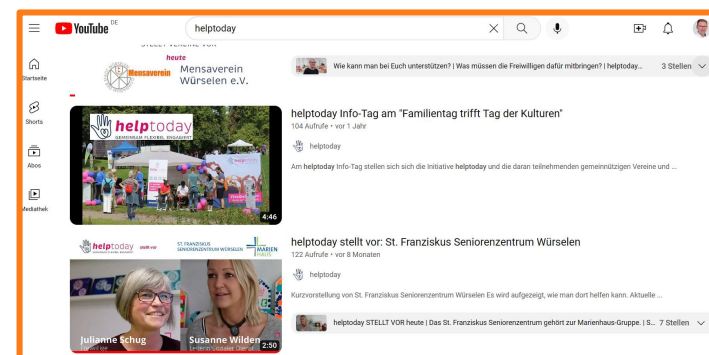 YouTube DE
helptoday
STELLT VEREINE VOR
heute
Mensaverein
Mensaverein
Würselen e.V.
Wie kann man bei Euch unterstützen? | Was müssen die Freiwilligen dafür mitbringen? | helptoday... 3 Stellen
Startseite
Shorts
Abos
Mediathek
helptoday
GEMEINSAM FLEXIBEL ENGAGIERT
4:46
helptoday Info-Tag am "Familientag trifft Tag der Kulturen"
104 Aufrufe • vor 1 Jahr
helptoday
Am helptoday Info-Tag stellen sich sich die Initiative helptoday und die daran teilnehmenden gemeinnützigen Vereine und ...
helptoday stellt vor
ST. FRANZISKUS
SENIORENZENTRUM WÜRSELEN
MARIEN
HAUS
Julianne Schug
Susanne Wilden
2:50
helptoday stellt vor: St. Franziskus Seniorenzentrum Würselen
122 Aufrufe • vor 8 Monaten
helptoday
Kurzvorstellung von St. Franziskus Seniorenzentrum Würselen Es wird aufgezeigt, wie man dort helfen kann. Aktuelle ...
helptoday STELLT VOR heute | Das St. Franziskus Seniorenzentrum gehört zur Marienhaus-Gruppe. | S... 7 Stellen